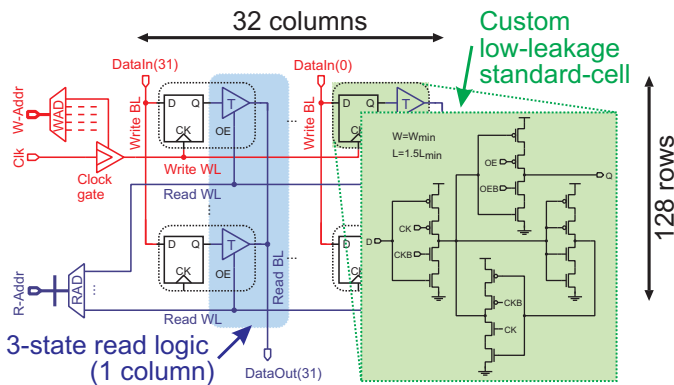 32 columns
Custom
low-leakage
standard-cell
DataIn(31)
DataIn(0)
W-Addr
WAD
Write BL
D
Q
CK
T
OE
...
Write BL
D
Q
CK
T
Clk
Clock
gate
Write WL
Read WL
W=Wmin
L=1.5Lmin
OE
OEB
Q
D
CK
CKB
CKB
CK
128 rows
D
Q
CK
T
OE
...
D
CK
Read BL
R-Addr
RAD
...
Read WL
3-state read logic
(1 column)
DataOut(31)